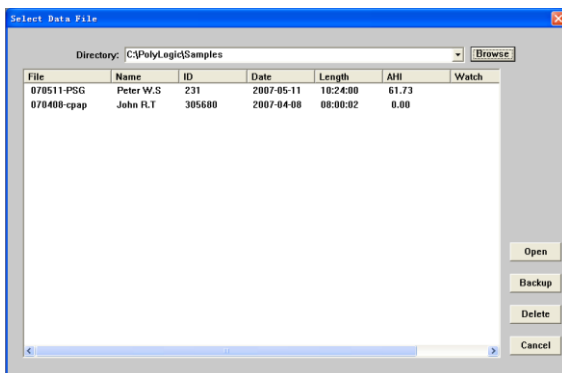 Select Data File
Directory: C:\PolyLogic\Samples Browse
File Name ID Date Length AHI Watch
070511-PSG Peter W.S 231 2007-05-11 10:24:00 61.73
070408-cpap John R.T 305680 2007-04-08 08:00:02 0.00
Open
Backup
Delete
Cancel